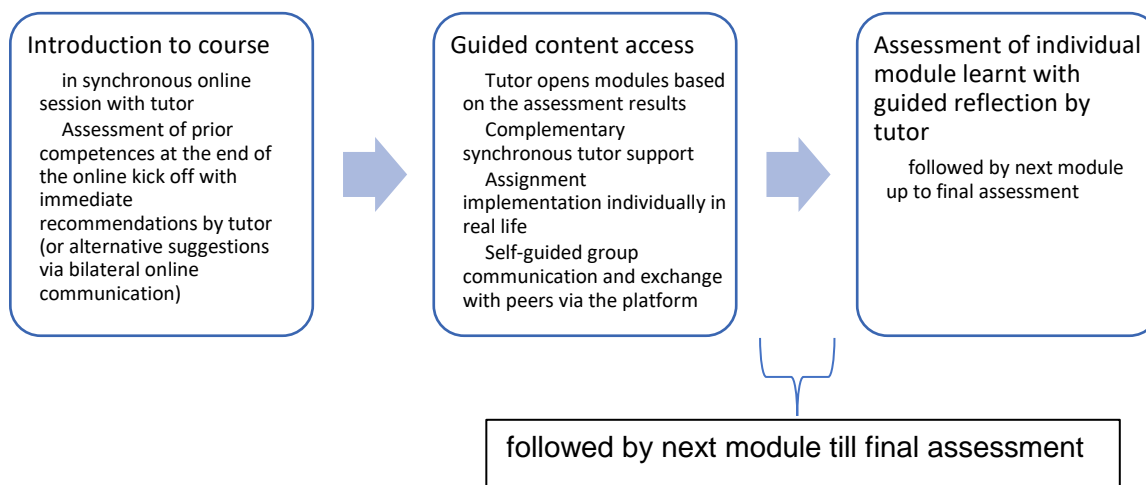 Introduction to course
in synchronous online
session with tutor
Assessment of prior
competences at the end of
the online kick off with
immediate
recommendations by tutor
(or alternative suggestions
via bilateral online
communication)
Guided content access
Tutor opens modules based
on the assessment results
Complementary
synchronous tutor support
Assignment
implementation individually in
real life
Self-guided group
communication and exchange
with peers via the platform
Assessment of individual
module learnt with
guided reflection by
tutor
followed by next module
up to final assessment
followed by next module till final assessment